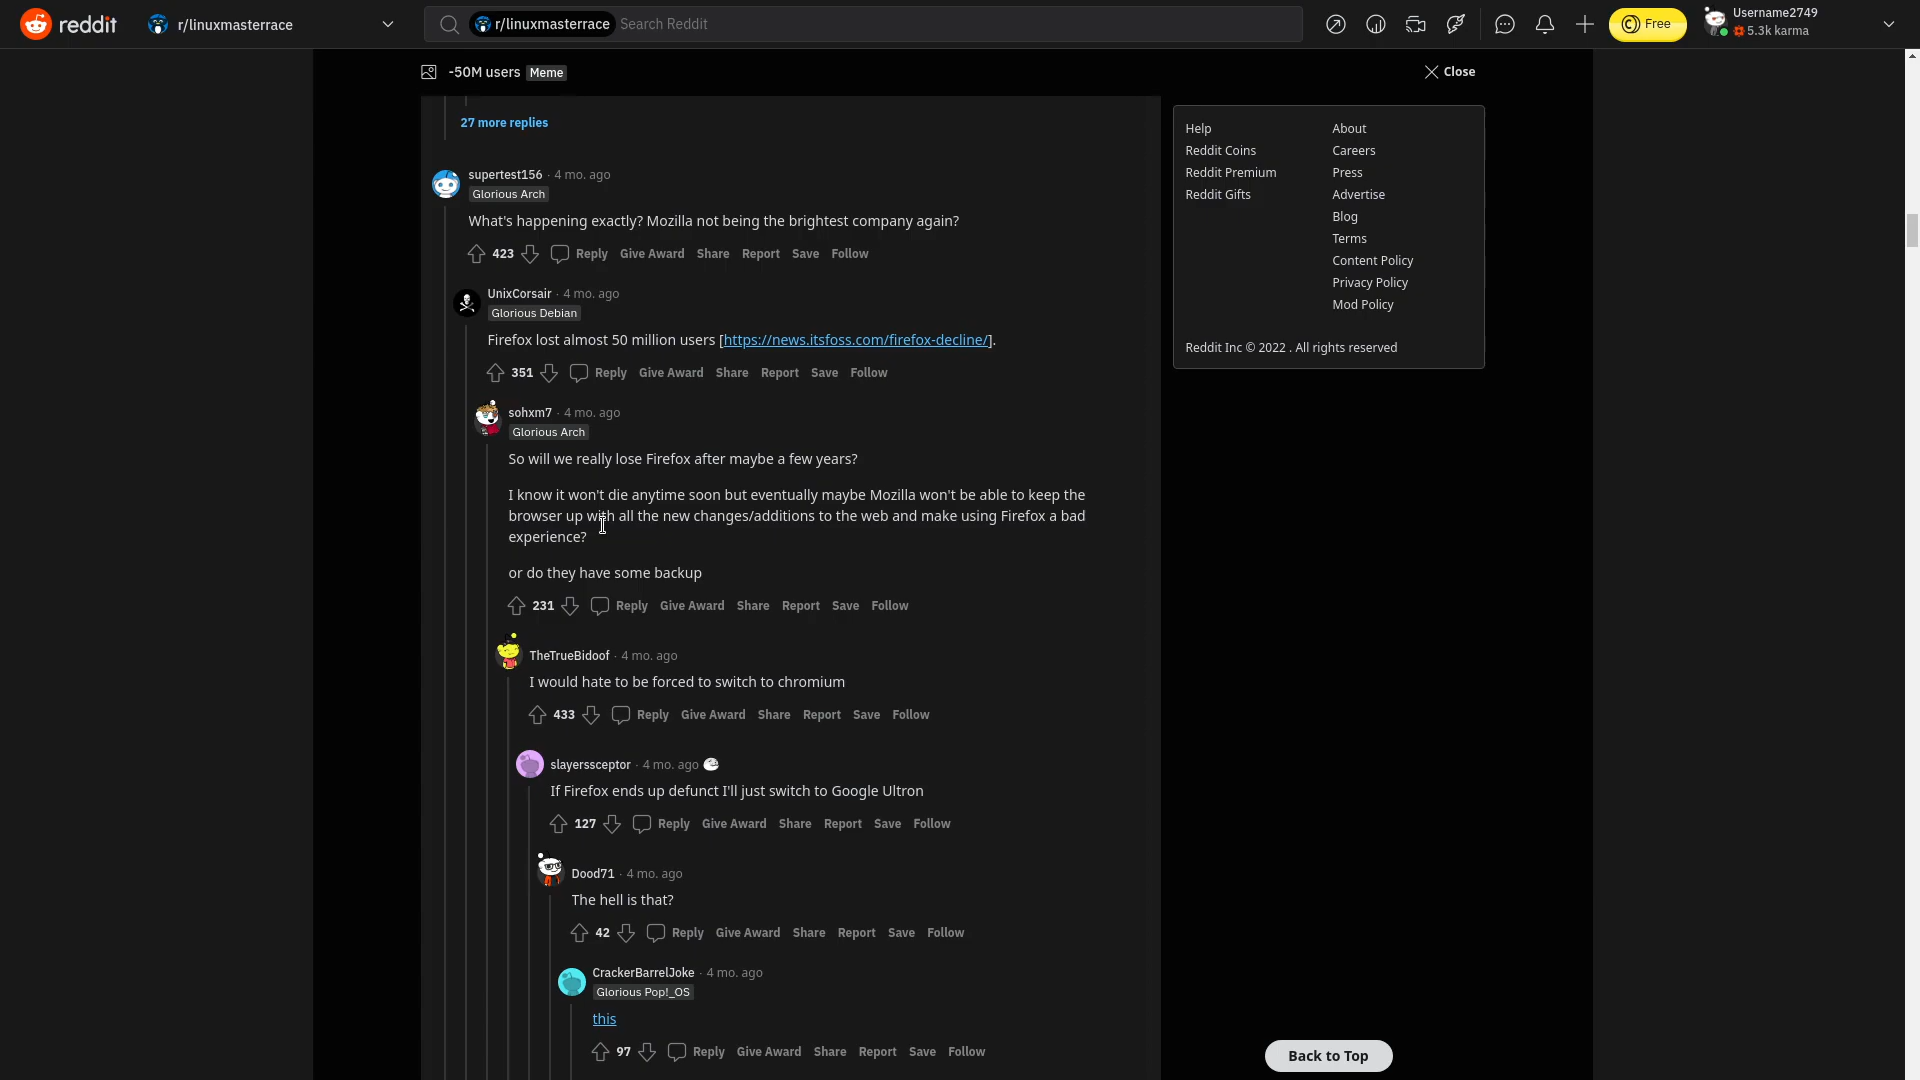 reddit
r/linuxmasterrace
r/linuxmasterrace Search Reddit
Free
Username2749
5.3k karma
-50M users Meme
Close
27 more replies
supertest156 · 4 mo. ago
Glorious Arch
What's happening exactly? Mozilla not being the brightest company again?
423 Reply Give Award Share Report Save Follow
UnixCorsair · 4 mo. ago
Glorious Debian
Firefox lost almost 50 million users [https://news.itsfoss.com/firefox-decline/].
351 Reply Give Award Share Report Save Follow
sohxm7 · 4 mo. ago
Glorious Arch
So will we really lose Firefox after maybe a few years?
I know it won't die anytime soon but eventually maybe Mozilla won't be able to keep the
browser up with all the new changes/additions to the web and make using Firefox a bad
experience?
or do they have some backup
231 Reply Give Award Share Report Save Follow
TheTrueBidoof · 4 mo. ago
I would hate to be forced to switch to chromium
433 Reply Give Award Share Report Save Follow
slayerssceptor · 4 mo. ago
If Firefox ends up defunct I'll just switch to Google Ultron
127 Reply Give Award Share Report Save Follow
Dood71 · 4 mo. ago
The hell is that?
42 Reply Give Award Share Report Save Follow
CrackerBarrelJoke · 4 mo. ago
Glorious Pop!_OS
this
97 Reply Give Award Share Report Save Follow
Help
Reddit Coins
Reddit Premium
Reddit Gifts
About
Careers
Press
Advertise
Blog
Terms
Content Policy
Privacy Policy
Mod Policy
Reddit Inc © 2022 . All rights reserved
Back to Top